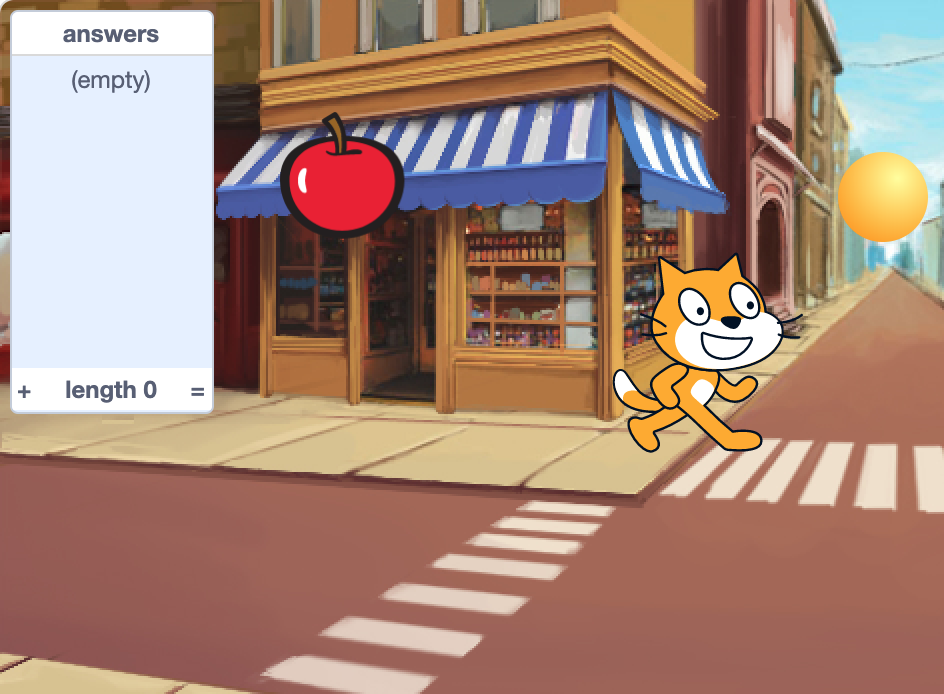 answers
(empty)
+ length 0 =